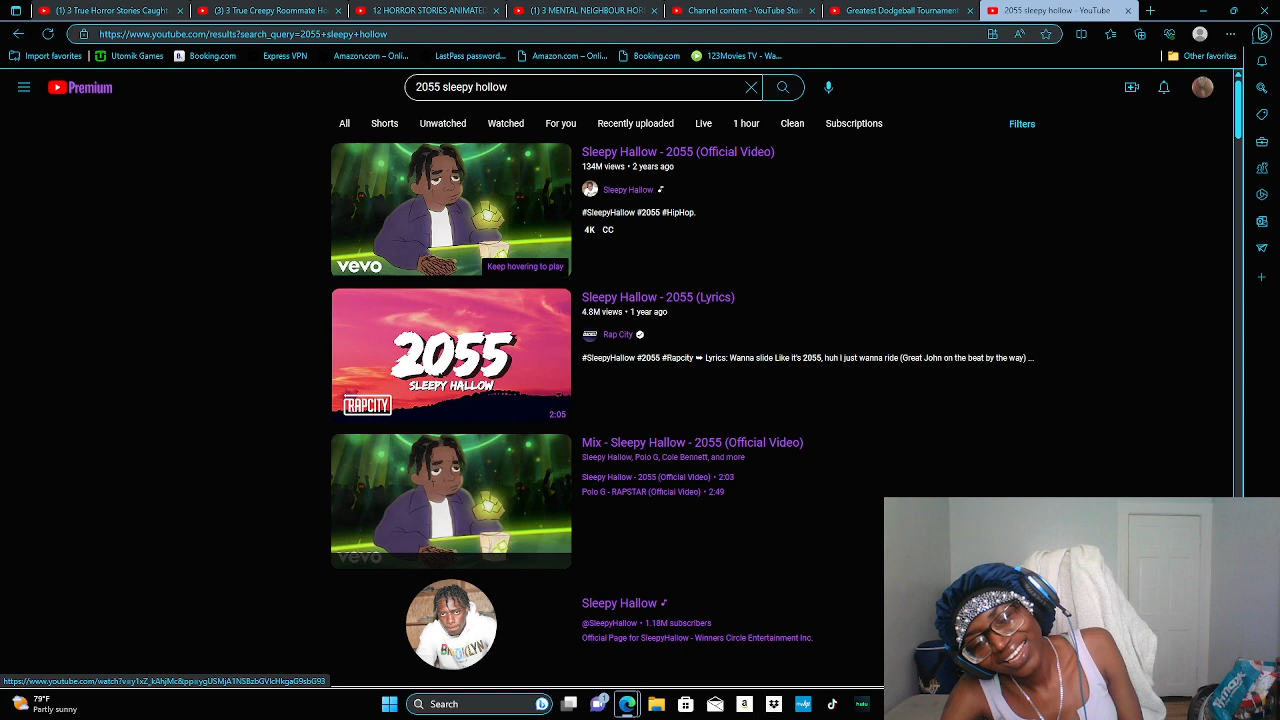 (1) 3 True Horror Stories Caught
(3) 3 True Creepy Roommate Ho
12 HORROR STORIES ANIMATED
(1) 3 MENTAL NEIGHBOUR HOR
Channel content - YouTube Stu
Greatest Dodgeball Tournament
2055 sleepy hollow - YouTube
https://www.youtube.com/results?search_query=2055+sleepy+hollow
Import favorites
Utomik Games
Booking.com
Express VPN
Amazon.com – Onli...
LastPass password...
Amazon.com – Onli...
Booking.com
123Movies TV - Wa...
Other favorites
Premium
2055 sleepy hollow
All
Shorts
Unwatched
Watched
For you
Recently uploaded
Live
1 hour
Clean
Subscriptions
Filters
vevo
Keep hovering to play
Sleepy Hallow - 2055 (Official Video)
134M views • 2 years ago
Sleepy Hallow
#SleepyHallow #2055 #HipHop.
4K CC
2055
SLEEPY HALLOW
RAPCITY
2:05
Sleepy Hallow - 2055 (Lyrics)
4.8M views • 1 year ago
Rap City
#SleepyHallow #2055 #Rapcity ➥ Lyrics: Wanna slide Like it's 2055, huh I just wanna ride (Great John on the beat by the way) ...
vevo
Mix - Sleepy Hallow - 2055 (Official Video)
Sleepy Hallow, Polo G, Cole Bennett, and more
Sleepy Hallow - 2055 (Official Video) • 2:03
Polo G - RAPSTAR (Official Video) • 2:49
BROOKLYN
Sleepy Hallow
@SleepyHallow • 1.18M subscribers
Official Page for SleepyHallow - Winners Circle Entertainment Inc.
79°F
Partly sunny
Search
hulu